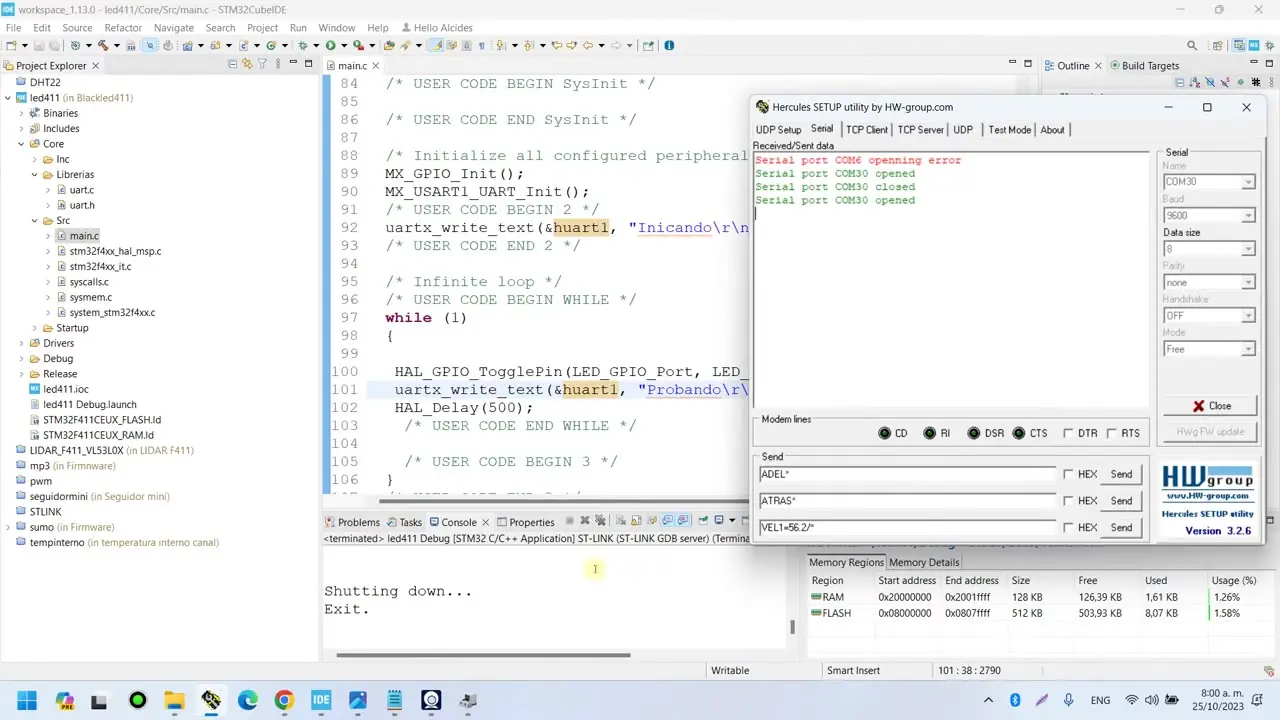 workspace_1.13.0 - led411/Core/Src/main.c - STM32CubeIDE
File Edit Source Refactor Navigate Search Project Run Window Help Hello Alcides
Project Explorer
DHT22
led411 (in Blackled411)
Binaries
Includes
Core
Inc
Librerias
uart.c
uart.h
Src
main.c
stm32f4xx_hal_msp.c
stm32f4xx_it.c
syscalls.c
sysmem.c
system_stm32f4xx.c
Startup
Drivers
Debug
Release
led411.ioc
led411 Debug.launch
STM32F411CEUX_FLASH.ld
STM32F411CEUX_RAM.ld
LIDAR_F411_VL53L0X (in LIDAR F411)
mp3 (in Firmnware)
pwm
seguidormini (in Seguidor mini)
STLINK
sumo (in Firmware)
tempinterno (in temperatura interno canal)
main.c
84 /* USER CODE BEGIN SysInit */
85
86 /* USER CODE END SysInit */
87
88 /* Initialize all configured peripheral
89 MX_GPIO_Init();
90 MX_USART1_UART_Init();
91 /* USER CODE BEGIN 2 */
92 uartx_write_text(&huart1, "Inicando\r\n
93 /* USER CODE END 2 */
94
95 /* Infinite loop */
96 /* USER CODE BEGIN WHILE */
97 while (1)
98 {
99
100 HAL_GPIO_TogglePin(LED_GPIO_Port, LED_
101 uartx_write_text(&huart1, "Probando\r\
102 HAL_Delay(500);
103 /* USER CODE END WHILE */
104
105 /* USER CODE BEGIN 3 */
106 }
Problems Tasks Console Properties
<terminated> led411 Debug [STM32 C/C++ Application] ST-LINK (ST-LINK GDB server) (Termina
Shutting down...
Exit.
Outline Build Targets
Hercules SETUP utility by HW-group.com
UDP Setup Serial TCP Client TCP Server UDP Test Mode About
Received/Sent data
Serial port COM6 openning error
Serial port COM30 opened
Serial port COM30 closed
Serial port COM30 opened
Serial
Name
COM30
Baud
9600
Data size
8
Parity
none
Handshake
OFF
Mode
Free
Close
HWg FW update
Modem lines
CD RI DSR CTS DTR RTS
Send
ADEL* HEX Send
ATRAS* HEX Send
VEL1=56.2/* HEX Send
HW group
www.HW-group.com
Hercules SETUP utility
Version 3.2.6
Memory Regions Memory Details
Region Start address End address Size Free Used Usage (%)
RAM 0x20000000 0x2001ffff 128 KB 126,39 KB 1,61 KB 1.26%
FLASH 0x08000000 0x0807ffff 512 KB 503,93 KB 8,07 KB 1.58%
Writable Smart Insert 101 : 38 : 2790
IDE ENG 8:00 a. m.
25/10/2023